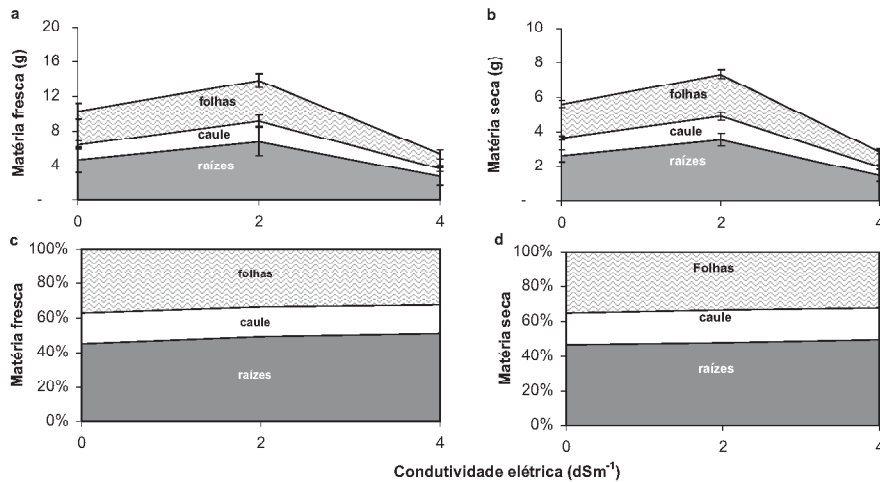 a
Matéria fresca (g)
20
16
12
8
4
-
folhas
caule
raízes
0
2
4
b
Matéria seca (g)
10
8
6
4
2
-
folhas
caule
raízes
0
2
4
c
Matéria fresca
100%
80%
60%
40%
20%
0%
folhas
caule
raízes
0
2
4
d
Matéria seca
100%
80%
60%
40%
20%
0%
Folhas
caule
raízes
0
2
4
Condutividade elétrica (dSm⁻¹)